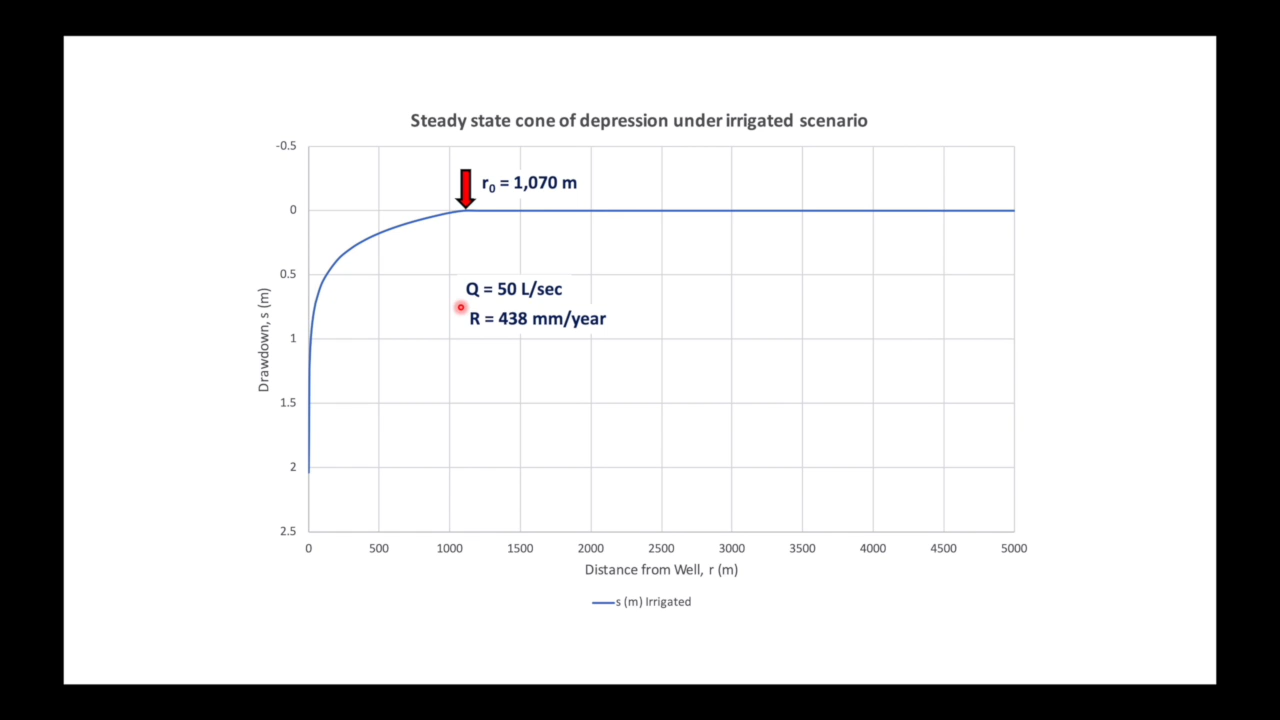 Steady state cone of depression under irrigated scenario
-0.5
r₀ = 1,070 m
0
0.5
Q = 50 L/sec
R = 438 mm/year
1
1.5
2
2.5
Drawdown, s (m)
0 500 1000 1500 2000 2500 3000 3500 4000 4500 5000
Distance from Well, r (m)
s (m) Irrigated